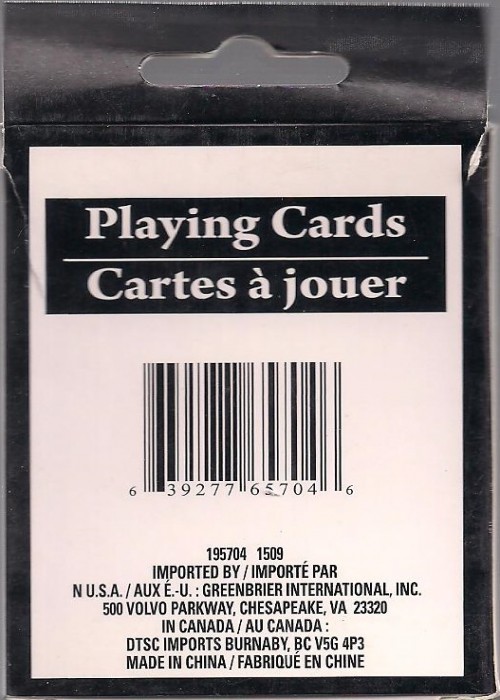 Playing Cards
Cartes à jouer
6 39277 65704 6
195704 1509
IMPORTED BY / IMPORTÉ PAR
N U.S.A. / AUX É.-U. : GREENBRIER INTERNATIONAL, INC.
500 VOLVO PARKWAY, CHESAPEAKE, VA 23320
IN CANADA / AU CANADA :
DTSC IMPORTS BURNABY, BC V5G 4P3
MADE IN CHINA / FABRIQUÉ EN CHINE